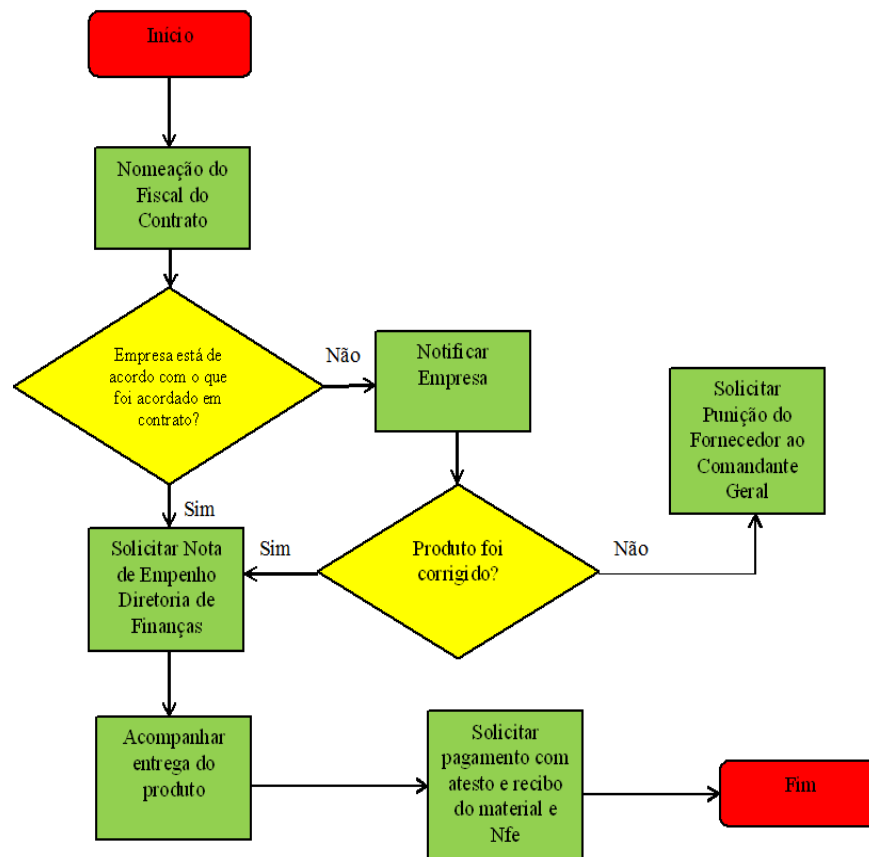 Início
Nomeação do
Fiscal do
Contrato
Empresa está de
acordo com o que
foi acordado em
contrato?
Não
Notificar
Empresa
Solicitar
Punição do
Fornecedor ao
Comandante
Geral
Sim
Solicitar Nota
de Empenho
Diretoria de
Finanças
Sim
Produto foi
corrigido?
Não
Acompanhar
entrega do
produto
Solicitar
pagamento com
atesto e recibo
do material e
Nfe
Fim